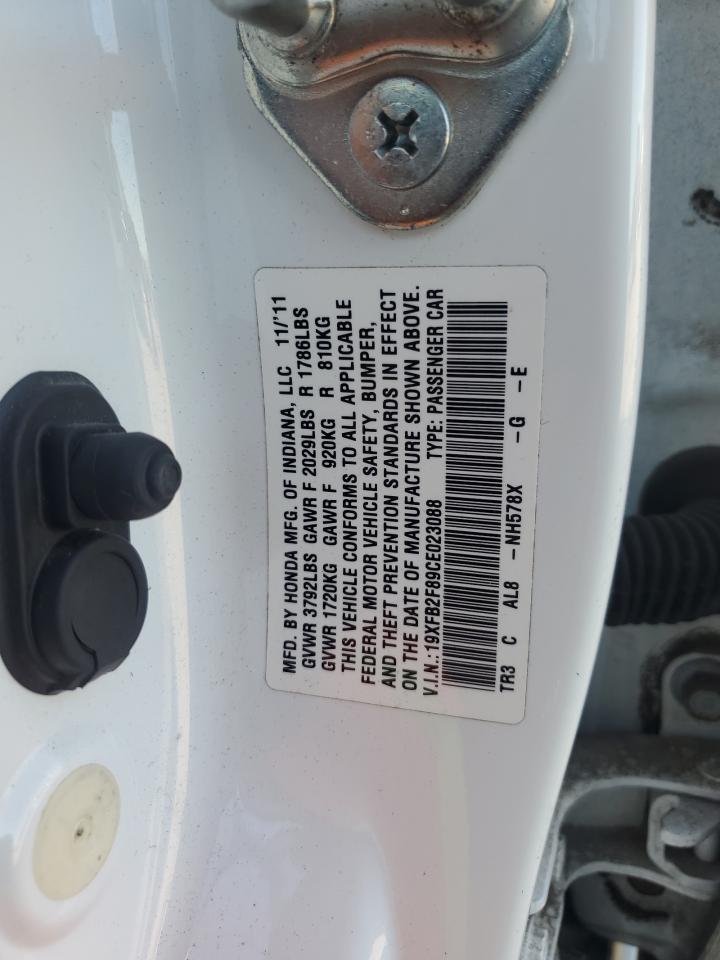 MFD. BY HONDA MFG. OF INDIANA, LLC 11/'11
GVWR 3792LBS GAWR F 2029LBS R 1786LBS
GVWR 1720KG GAWR F 920KG R 810KG
THIS VEHICLE CONFORMS TO ALL APPLICABLE
FEDERAL MOTOR VEHICLE SAFETY, BUMPER,
AND THEFT PREVENTION STANDARDS IN EFFECT
ON THE DATE OF MANUFACTURE SHOWN ABOVE.
V.I.N.:19XFB2F89CE023088 TYPE: PASSENGER CAR
TR3 C AL8 -NH578X -G -E